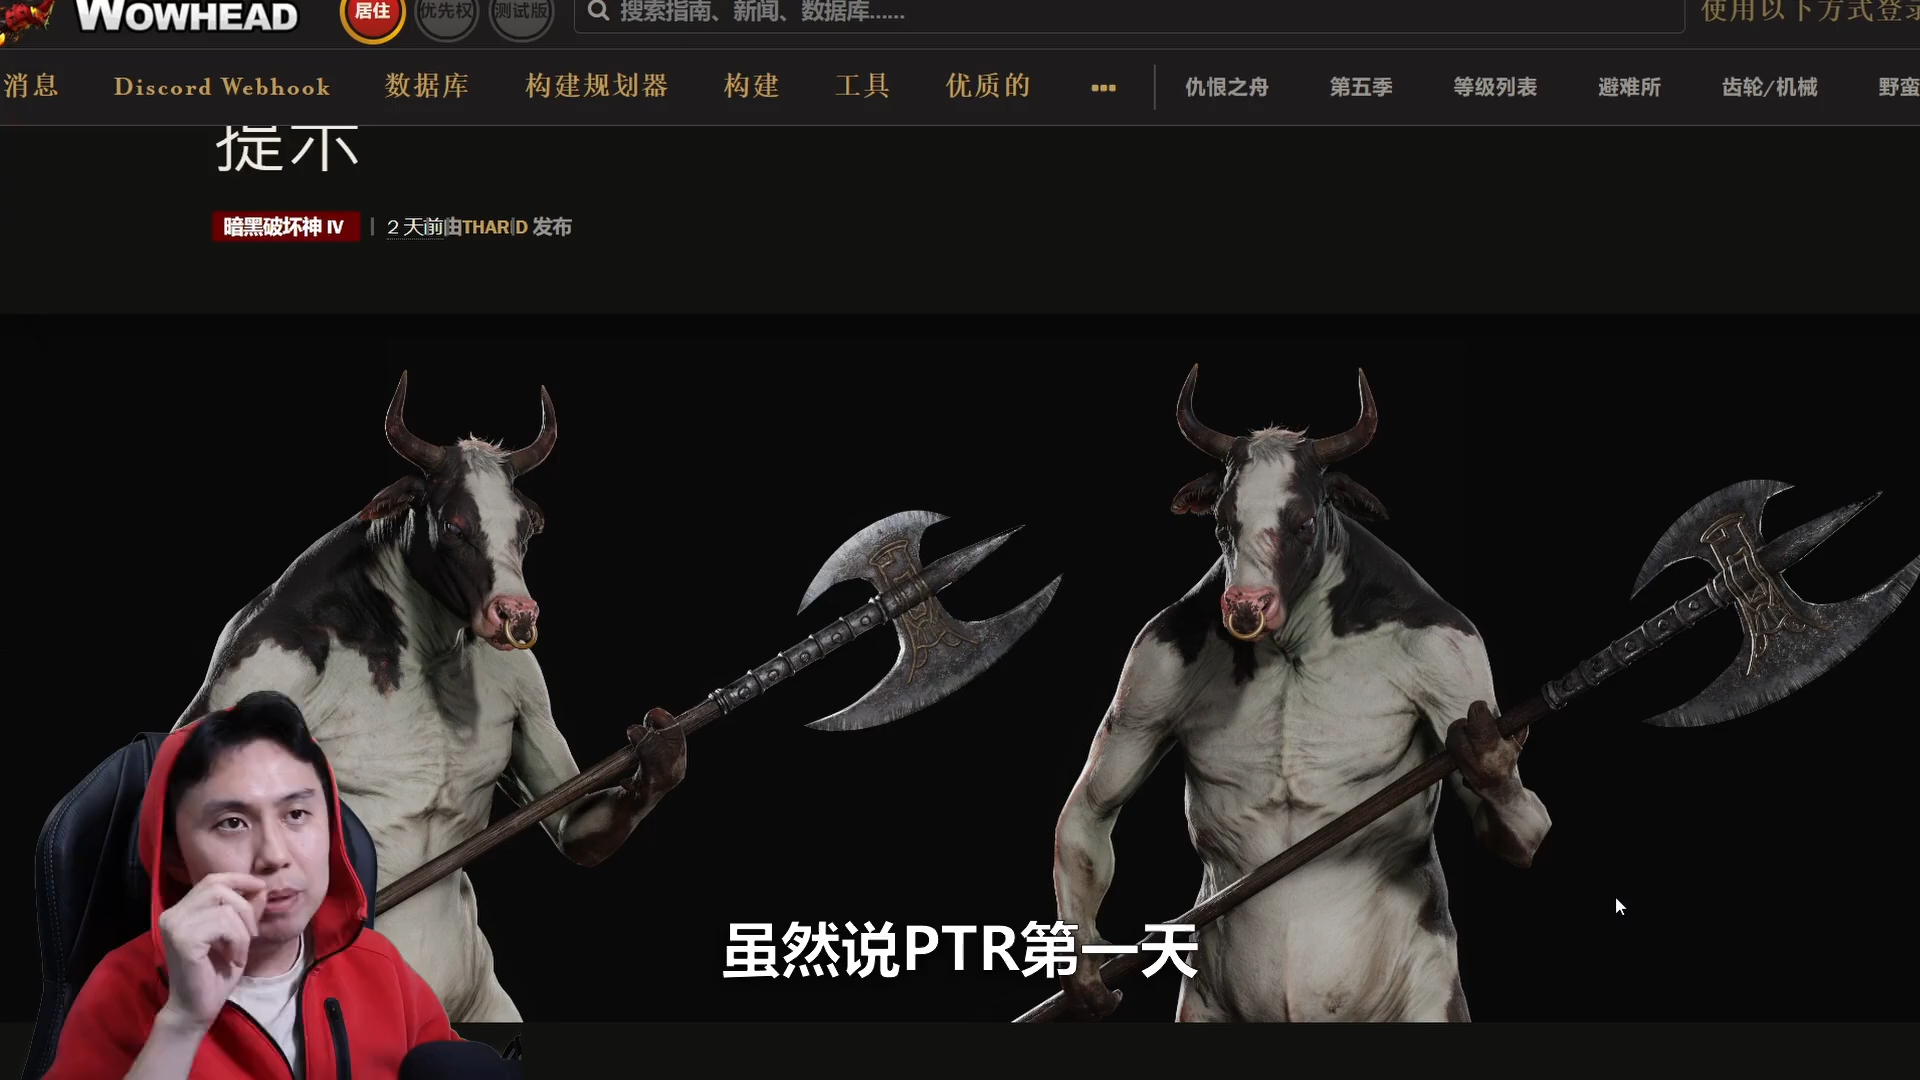 WOWHEAD
居住
优先权
测试版
搜索指南、新闻、数据库......
使用以下方式登录
消息
Discord Webhook
数据库
构建规划器
构建
工具
优质的
仇恨之舟
第五季
等级列表
避难所
齿轮/机械
野蛮
提示
暗黑破坏神 IV
2 天前由THARID 发布
虽然说PTR第一天